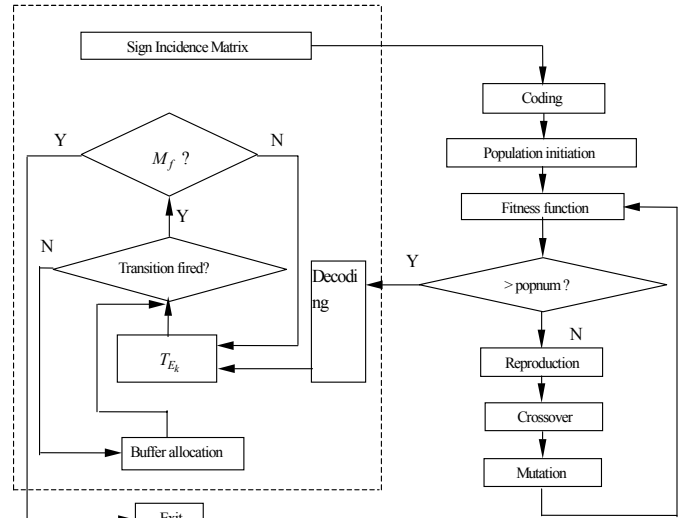 Sign Incidence Matrix
Coding
Y
M_f ?
N
Population initiation
Fitness function
Y
N
Transition fired?
Decodi
ng
Y
> popnum ?
N
T_{E_k}
Reproduction
Crossover
Buffer allocation
Mutation
Exit